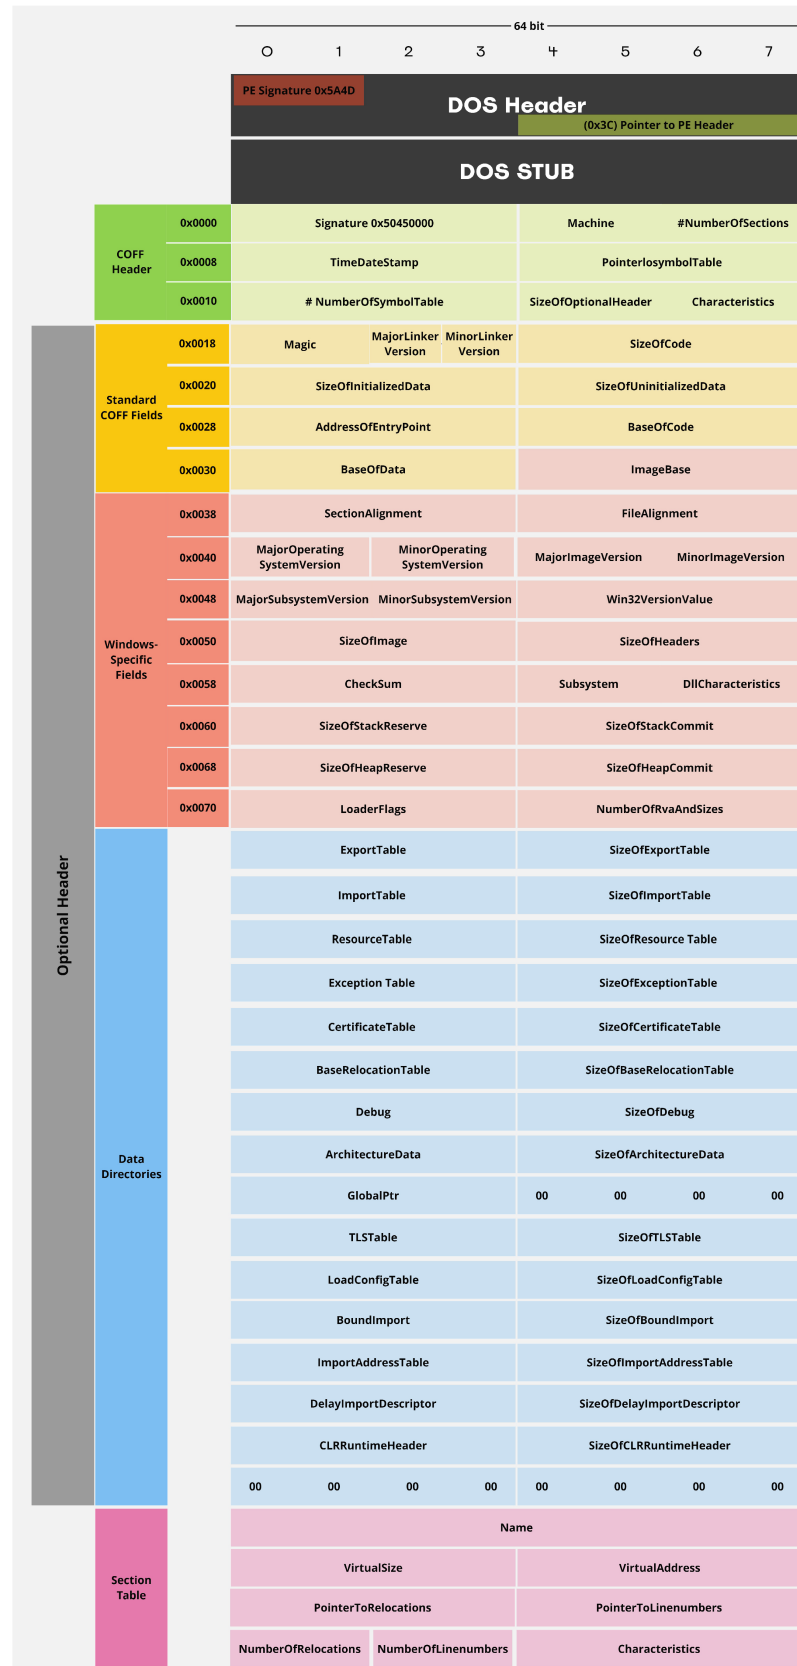 64 bit
0 1 2 3 4 5 6 7
PE Signature 0x5A4D
DOS Header
(0x3C) Pointer to PE Header
DOS STUB
COFF
Header
0x0000 Signature 0x50450000 Machine #NumberOfSections
0x0008 TimeDateStamp PointerlosymbolTable
0x0010 # NumberOfSymbolTable SizeOfOptionalHeader Characteristics
Optional Header
Standard
COFF Fields
0x0018 Magic MajorLinker
Version MinorLinker
Version SizeOfCode
0x0020 SizeOfInitializedData SizeOfUninitializedData
0x0028 AddressOfEntryPoint BaseOfCode
0x0030 BaseOfData ImageBase
Windows-
Specific
Fields
0x0038 SectionAlignment FileAlignment
0x0040 MajorOperating
SystemVersion MinorOperating
SystemVersion MajorImageVersion MinorImageVersion
0x0048 MajorSubsystemVersion MinorSubsystemVersion Win32VersionValue
0x0050 SizeOfImage SizeOfHeaders
0x0058 CheckSum Subsystem DllCharacteristics
0x0060 SizeOfStackReserve SizeOfStackCommit
0x0068 SizeOfHeapReserve SizeOfHeapCommit
0x0070 LoaderFlags NumberOfRvaAndSizes
Data
Directories
ExportTable SizeOfExportTable
ImportTable SizeOfImportTable
ResourceTable SizeOfResource Table
Exception Table SizeOfExceptionTable
CertificateTable SizeOfCertificateTable
BaseRelocationTable SizeOfBaseRelocationTable
Debug SizeOfDebug
ArchitectureData SizeOfArchitectureData
GlobalPtr 00 00 00 00
TLSTable SizeOfTLSTable
LoadConfigTable SizeOfLoadConfigTable
BoundImport SizeOfBoundImport
ImportAddressTable SizeOfImportAddressTable
DelayImportDescriptor SizeOfDelayImportDescriptor
CLRRuntimeHeader SizeOfCLRRuntimeHeader
00 00 00 00 00 00 00 00
Section
Table
Name
VirtualSize VirtualAddress
PointerToRelocations PointerToLinenumbers
NumberOfRelocations NumberOfLinenumbers Characteristics